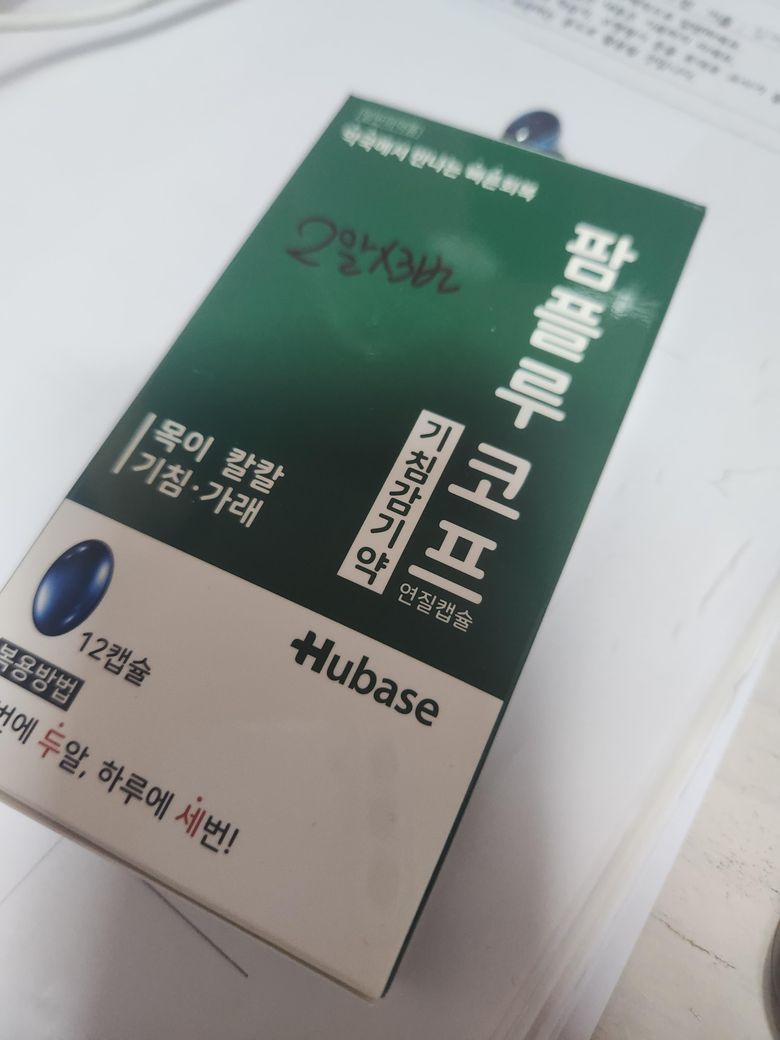 약국에서 만나는 빠른회복
2알X3번
팜플루
코프
기침감기약
연질캡슐
목이 칼칼
기침·가래
12캡슐
Hubase
복용방법
번에 두알, 하루에 세번!